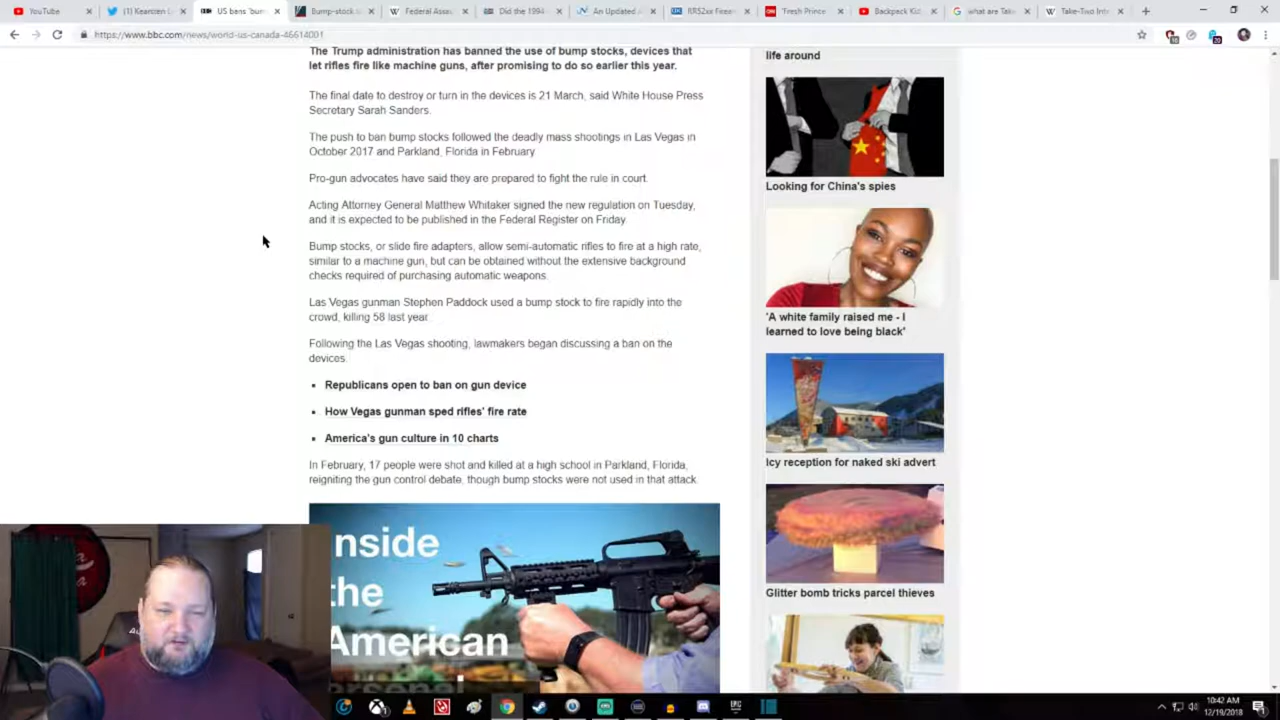 YouTube
Keanzen L
US bans 'bum
Bump-stock b
Federal Assau
Did the 1994
An Updated A
CNN
'Fresh Prince
Backpack Kid
what are Take
Take-Two Int
https://www.bbc.com/news/world-us-canada-46614001
The Trump administration has banned the use of bump stocks, devices that
let rifles fire like machine guns, after promising to do so earlier this year.
The final date to destroy or turn in the devices is 21 March, said White House Press
Secretary Sarah Sanders.
The push to ban bump stocks followed the deadly mass shootings in Las Vegas in
October 2017 and Parkland, Florida in February.
Pro-gun advocates have said they are prepared to fight the rule in court.
Acting Attorney General Matthew Whitaker signed the new regulation on Tuesday,
and it is expected to be published in the Federal Register on Friday.
Bump stocks, or slide fire adapters, allow semi-automatic rifles to fire at a high rate,
similar to a machine gun, but can be obtained without the extensive background
checks required of purchasing automatic weapons.
Las Vegas gunman Stephen Paddock used a bump stock to fire rapidly into the
crowd, killing 58 last year.
Following the Las Vegas shooting, lawmakers began discussing a ban on the
devices.
Republicans open to ban on gun device
How Vegas gunman sped rifles' fire rate
America's gun culture in 10 charts
In February, 17 people were shot and killed at a high school in Parkland, Florida,
reigniting the gun control debate, though bump stocks were not used in that attack.
nside
the
American
life around
Looking for China's spies
'A white family raised me - I
learned to love being black'
Icy reception for naked ski advert
Glitter bomb tricks parcel thieves
EPIC
10:42 AM
12/19/2018